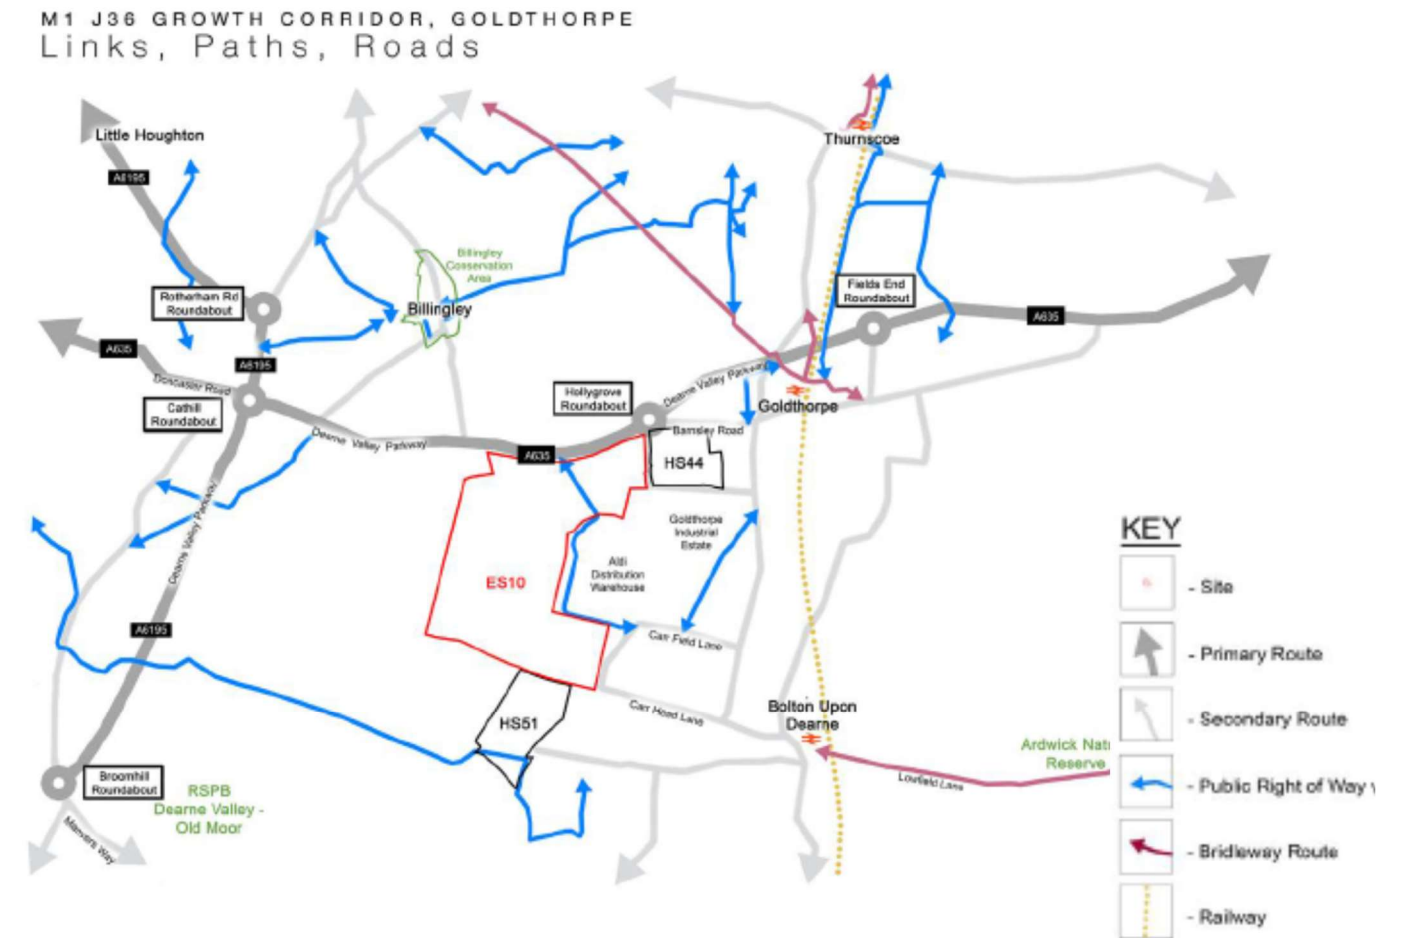 M1 J36 GROWTH CORRIDOR, GOLDTHORPE
Links, Paths, Roads
Little Houghton
A6195
Thurnscoe
Billingley
Conservation
Area
Billingley
Rotherham Rd
Roundabout
Fields End
Roundabout
A635
A635
A6195
Doncaster Road
Cathill
Roundabout
Hollygrove
Roundabout
Dearne Valley Parkway
Goldthorpe
Barnsley Road
Dearne Valley Parkway
A635
HS44
Dearne Valley Parkway
Goldthorpe
Industrial
Estate
Aldi
Distribution
Warehouse
ES10
A6195
Carr Field Lane
Carr Head Lane
HS51
Bolton Upon
Dearne
Ardwick Nat
Reserve
Lowfield Lane
Broomhill
Roundabout
RSPB
Dearne Valley -
Old Moor
Manvers Way
KEY
- Site
- Primary Route
- Secondary Route
- Public Right of Way
- Bridleway Route
- Railway